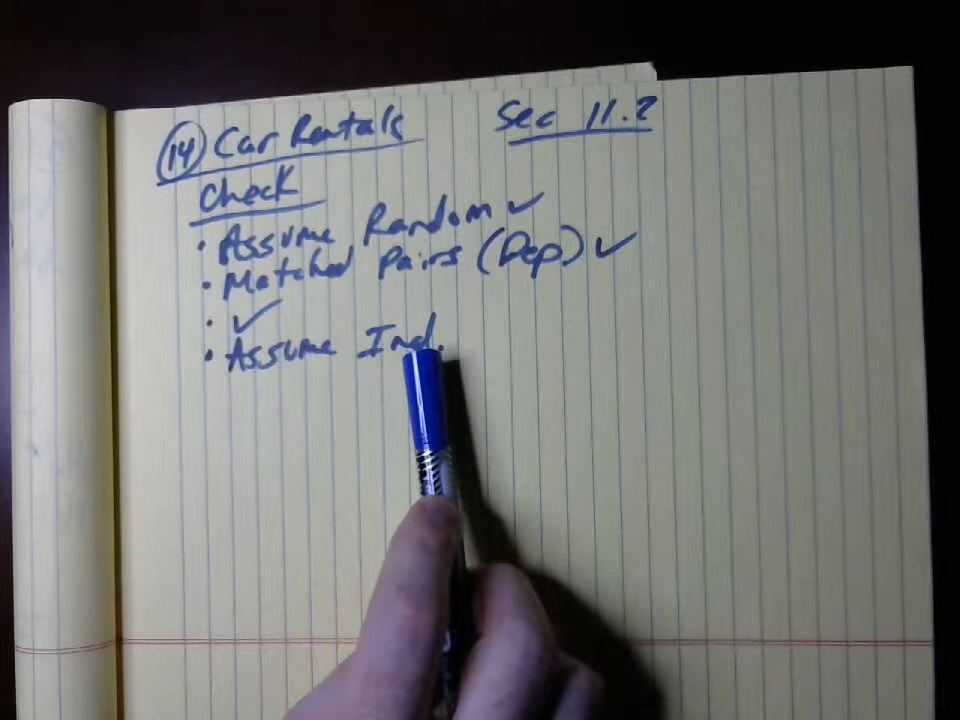 14 Car Rentals Sec 11.2
Check
• Assume Random ✓
• Matched Pairs (Dep) ✓
• ✓
• Assume Ind.